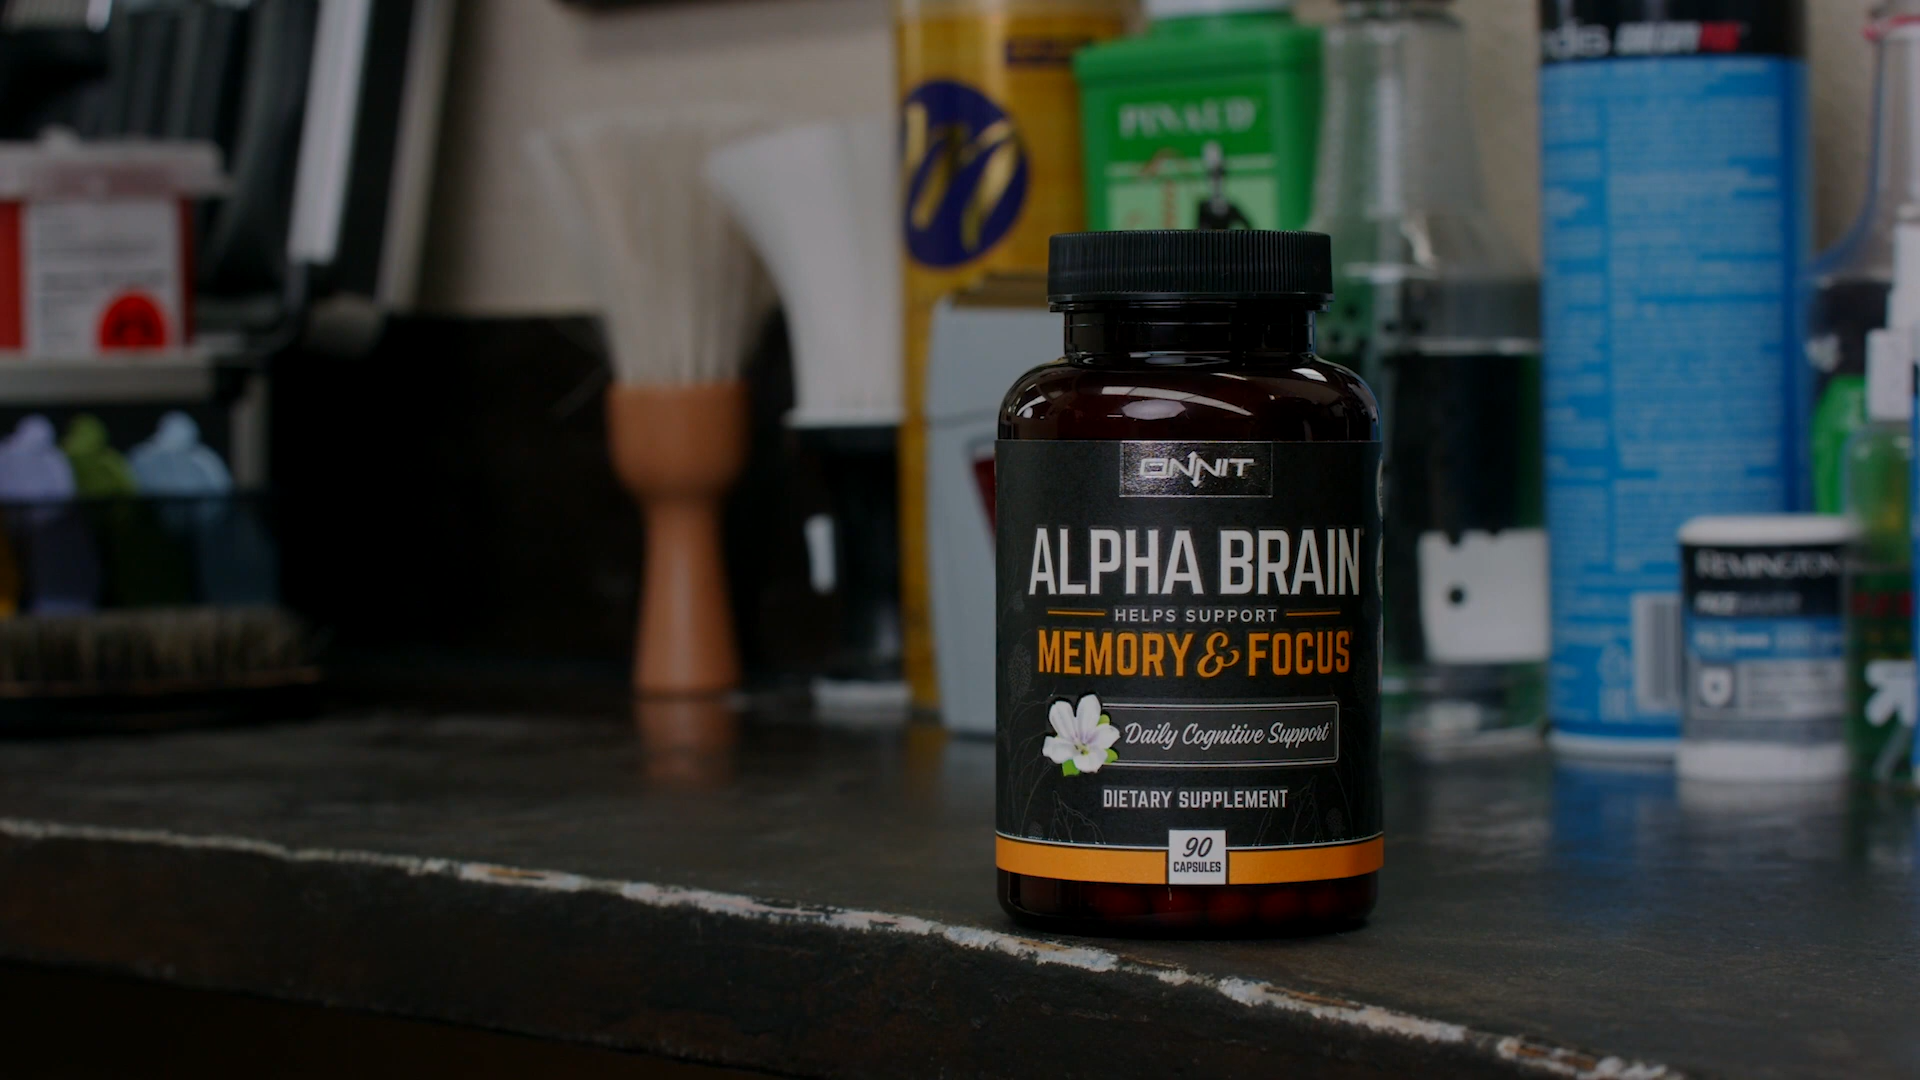 PINAUD
ONNIT
ALPHA BRAIN
HELPS SUPPORT
MEMORY & FOCUS
Daily Cognitive Support
DIETARY SUPPLEMENT
90
CAPSULES
REMINGTON